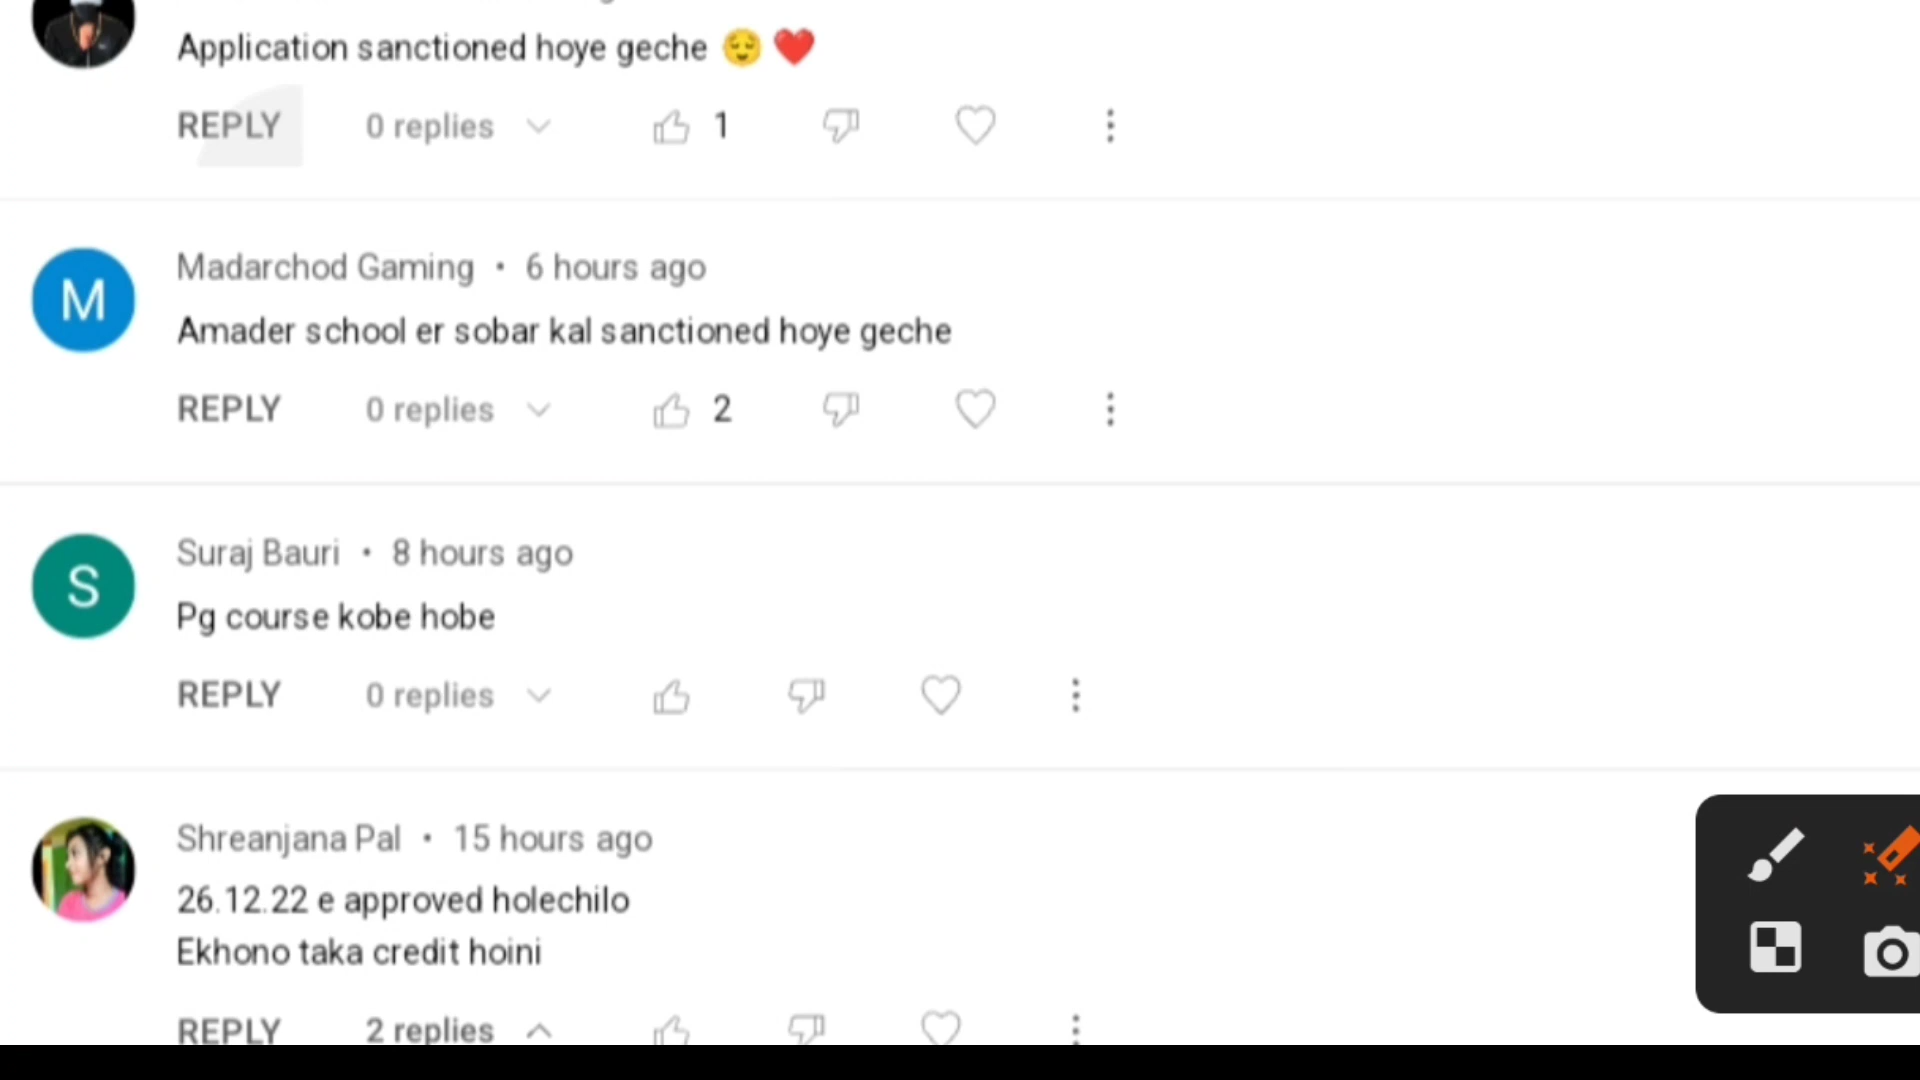 Application sanctioned hoye geche 😌 ❤️
REPLY 0 replies 1
M
Madarchod Gaming • 6 hours ago
Amader school er sobar kal sanctioned hoye geche
REPLY 0 replies 2
S
Suraj Bauri • 8 hours ago
Pg course kobe hobe
REPLY 0 replies
Shreanjana Pal • 15 hours ago
26.12.22 e approved holechilo
Ekhono taka credit hoini
REPLY 2 replies